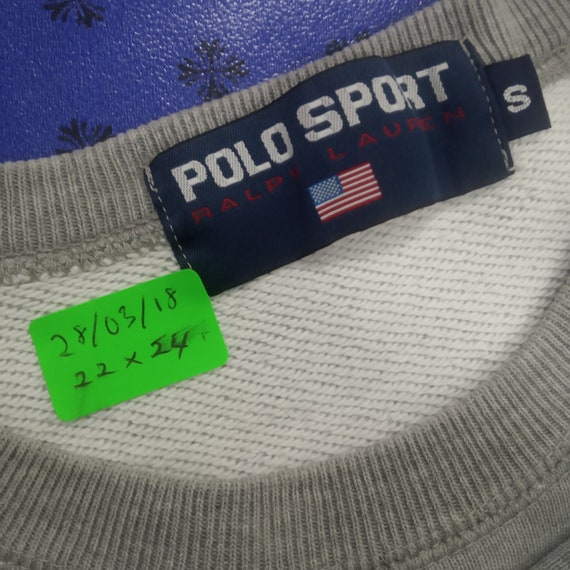 POLO SPORT
RALPH LAUREN
S
28/03/18
22 x 24